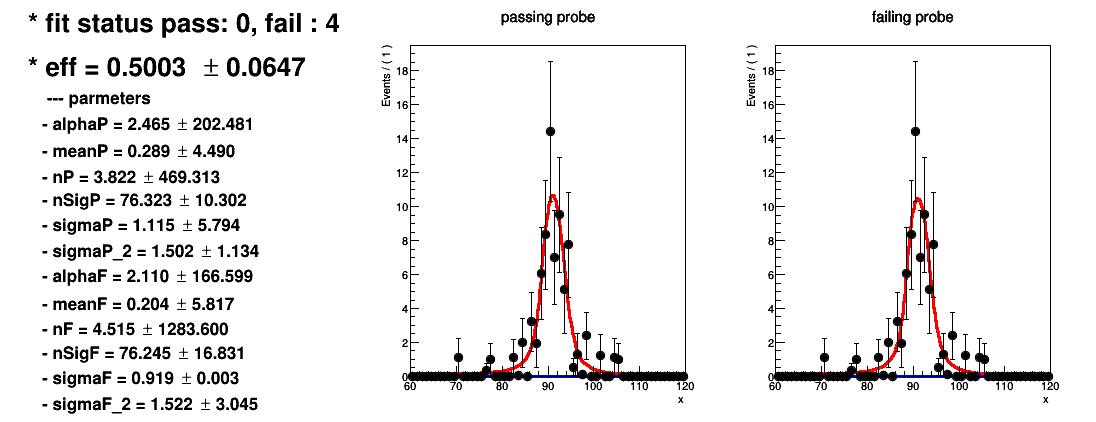 * fit status pass: 0, fail : 4
* eff = 0.5003 ± 0.0647
--- parmeters
- alphaP = 2.465 ± 202.481
- meanP = 0.289 ± 4.490
- nP = 3.822 ± 469.313
- nSigP = 76.323 ± 10.302
- sigmaP = 1.115 ± 5.794
- sigmaP_2 = 1.502 ± 1.134
- alphaF = 2.110 ± 166.599
- meanF = 0.204 ± 5.817
- nF = 4.515 ± 1283.600
- nSigF = 76.245 ± 16.831
- sigmaF = 0.919 ± 0.003
- sigmaF_2 = 1.522 ± 3.045
passing probe
Events / ( 1 )
18
16
14
12
10
8
6
4
2
0
60 70 80 90 100 110 120
x
failing probe
Events / ( 1 )
18
16
14
12
10
8
6
4
2
0
60 70 80 90 100 110 120
x